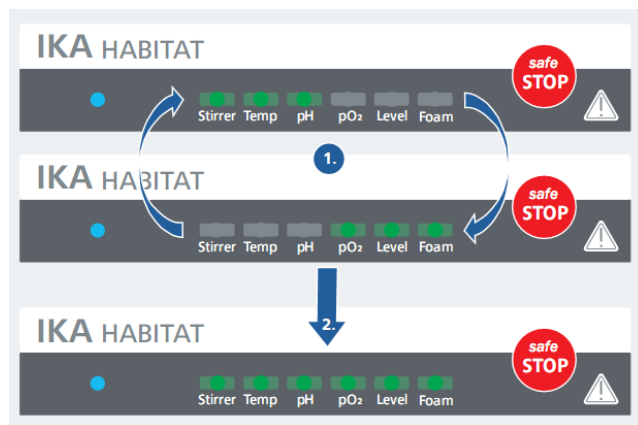 IKA HABITAT
safe
STOP
Stirrer Temp pH pO₂ Level Foam
1.
IKA HABITAT
safe
STOP
Stirrer Temp pH pO₂ Level Foam
2.
IKA HABITAT
safe
STOP
Stirrer Temp pH pO₂ Level Foam